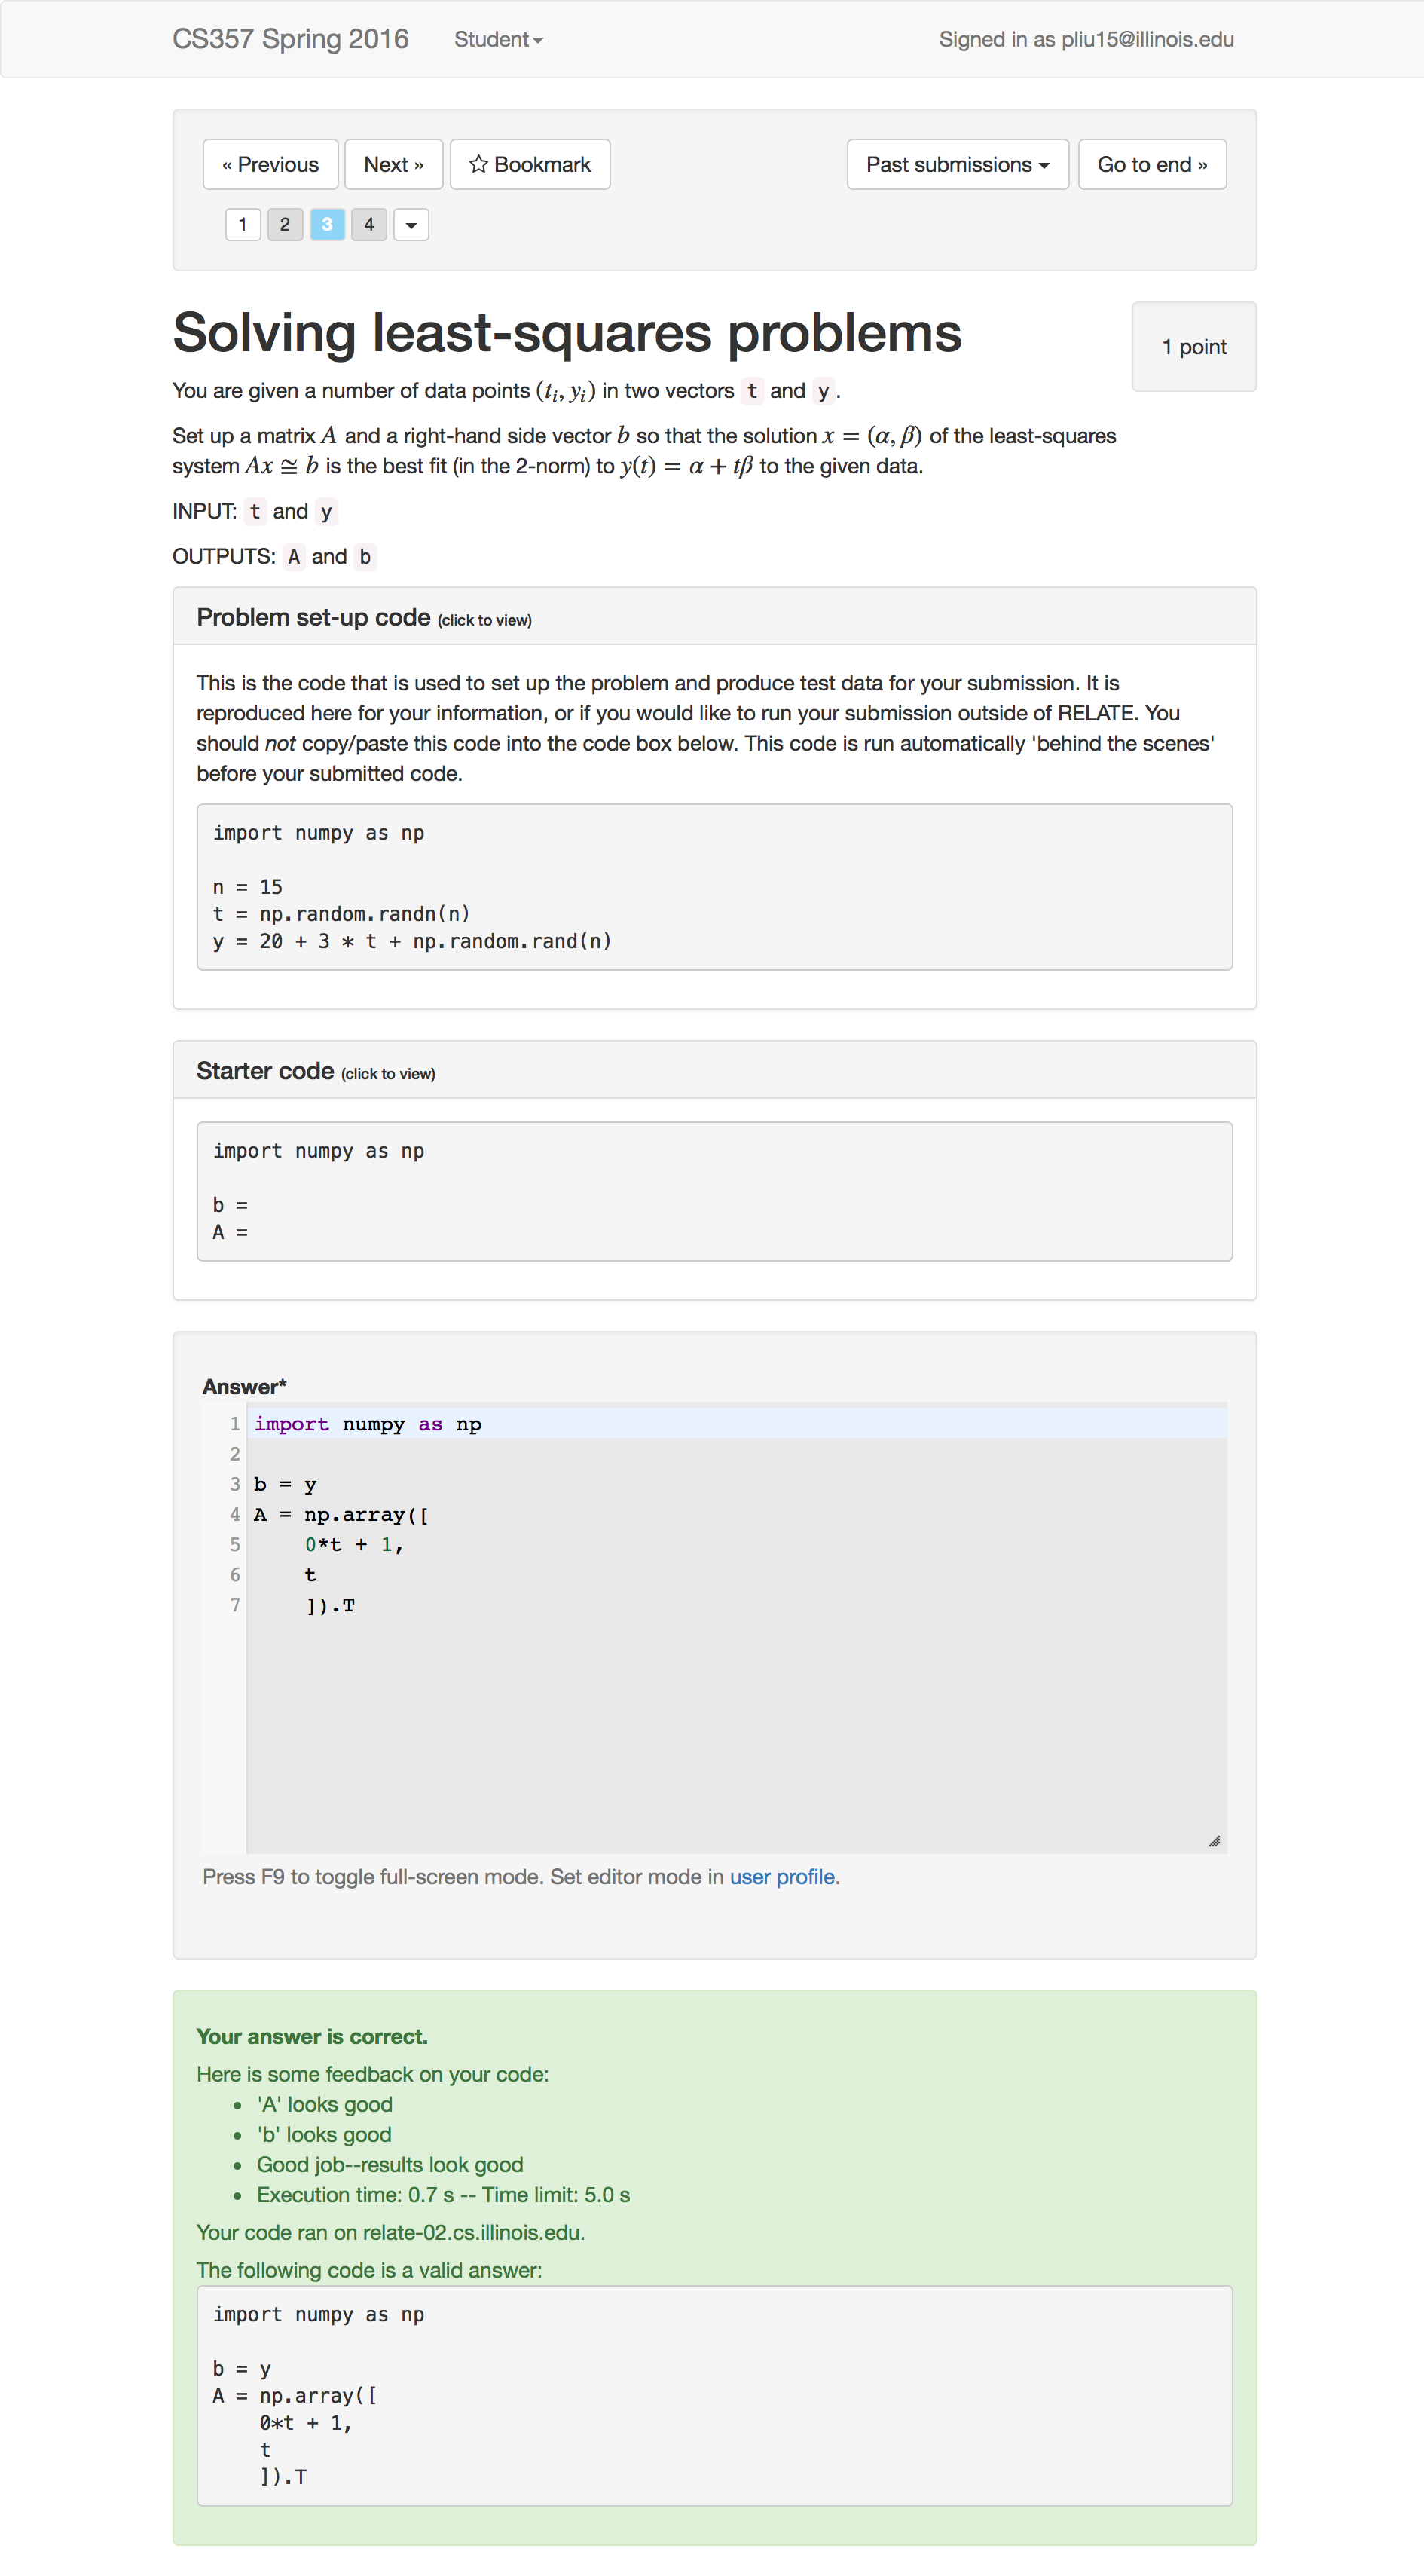 CS357 Spring 2016 Student Signed in as pliu15@illinois.edu
« Previous Next » ☆ Bookmark Past submissions Go to end »
1 2 3 4
Solving least-squares problems
1 point
You are given a number of data points (tᵢ, yᵢ) in two vectors t and y.
Set up a matrix A and a right-hand side vector b so that the solution x = (α, β) of the least-squares
system Ax ≅ b is the best fit (in the 2-norm) to y(t) = α + tβ to the given data.
INPUT: t and y
OUTPUTS: A and b
Problem set-up code (click to view)
This is the code that is used to set up the problem and produce test data for your submission. It is
reproduced here for your information, or if you would like to run your submission outside of RELATE. You
should not copy/paste this code into the code box below. This code is run automatically 'behind the scenes'
before your submitted code.
import numpy as np
n = 15
t = np.random.randn(n)
y = 20 + 3 * t + np.random.rand(n)
Starter code (click to view)
import numpy as np
b =
A =
Answer*
1 import numpy as np
2
3 b = y
4 A = np.array([
5 0*t + 1,
6 t
7 ]).T
Press F9 to toggle full-screen mode. Set editor mode in user profile.
Your answer is correct.
Here is some feedback on your code:
• 'A' looks good
• 'b' looks good
• Good job--results look good
• Execution time: 0.7 s -- Time limit: 5.0 s
Your code ran on relate-02.cs.illinois.edu.
The following code is a valid answer:
import numpy as np
b = y
A = np.array([
0*t + 1,
t
]).T